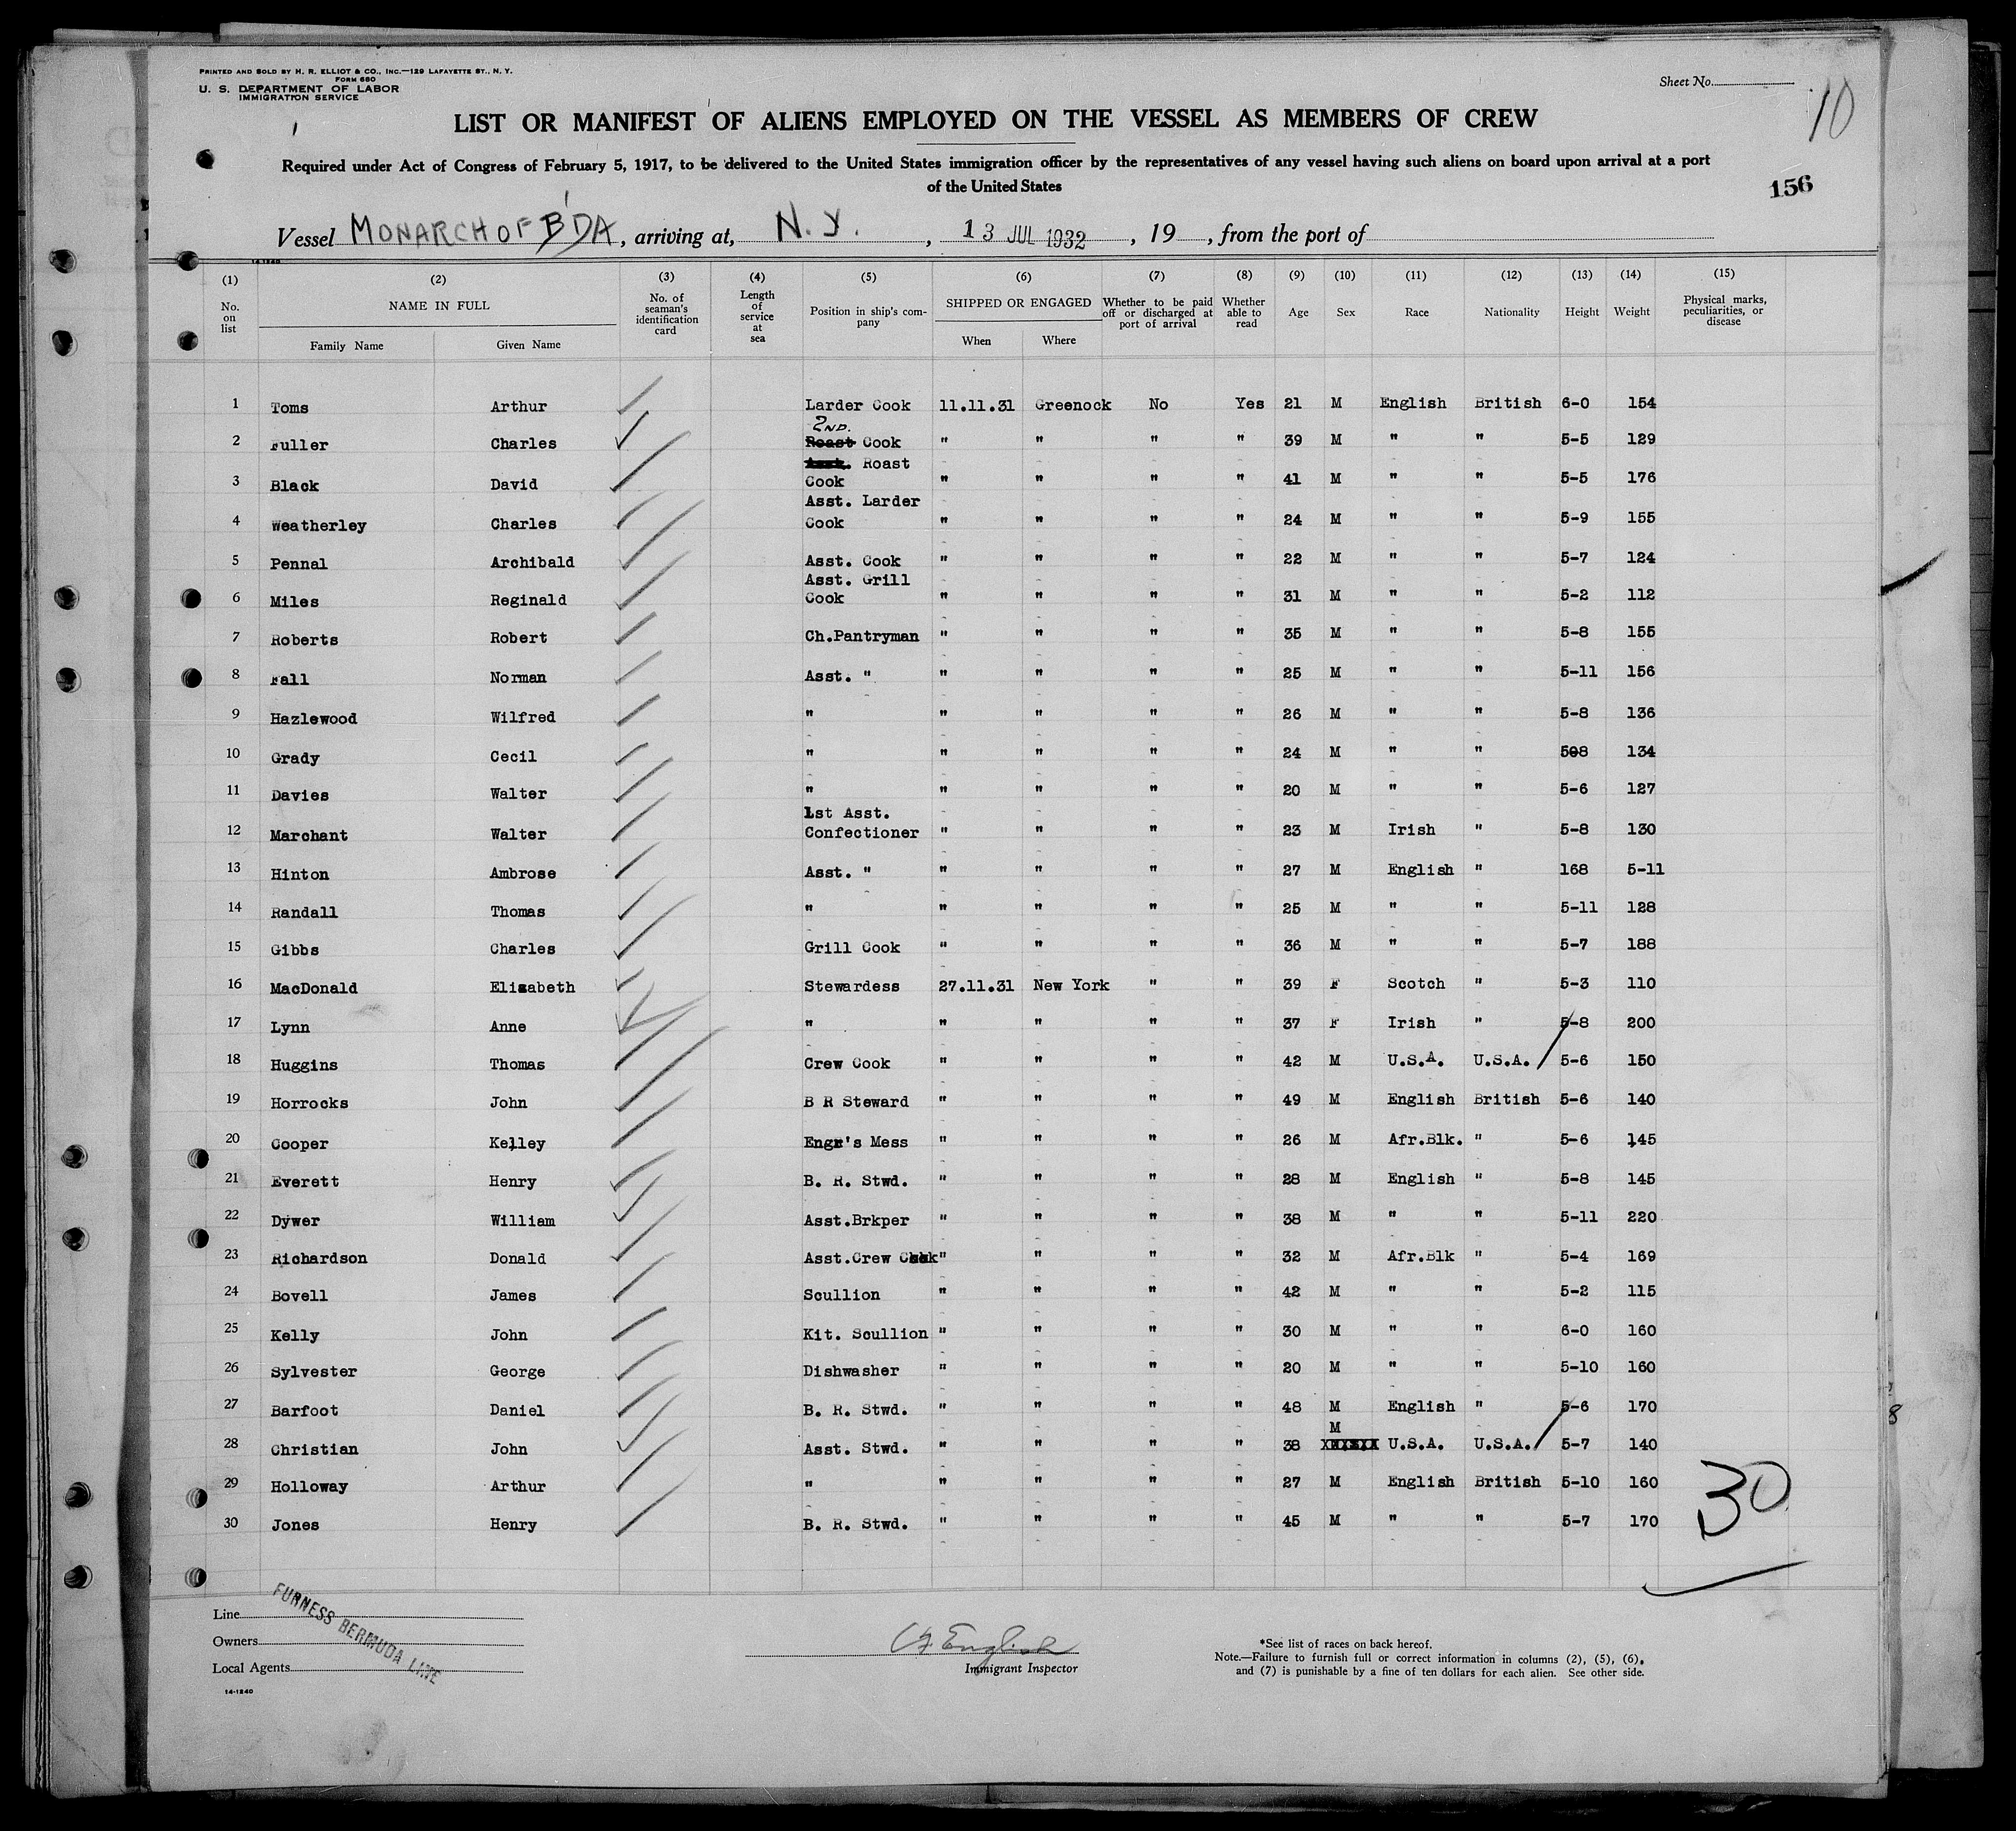 PRINTED AND SOLD BY H. R. ELLIOT & CO., INC.—129 LAFAYETTE ST., N. Y.
FORM 680
U. S. DEPARTMENT OF LABOR
IMMIGRATION SERVICE
Sheet No.
10
LIST OR MANIFEST OF ALIENS EMPLOYED ON THE VESSEL AS MEMBERS OF CREW
Required under Act of Congress of February 5, 1917, to be delivered to the United States immigration officer by the representatives of any vessel having such aliens on board upon arrival at a port
of the United States
156
Vessel MONARCH OF B'DA, arriving at, N. Y. , 13 JUL 1932 , 19 , from the port of
14-1240
(1) (2) (3) (4) (5) (6) (7) (8) (9) (10) (11) (12) (13) (14) (15)
No. on list NAME IN FULL Family Name Given Name No. of seaman's identification card Length of service at sea Position in ship's company SHIPPED OR ENGAGED When Where Whether to be paid off or discharged at port of arrival Whether able to read Age Sex Race Nationality Height Weight Physical marks, peculiarities, or disease
1 Toms Arthur Larder Cook 11.11.31 Greenock No Yes 21 M English British 6-0 154
2 Fuller Charles 2ND. Roast Cook " " " " 39 M " " 5-5 129
3 Black David Asst. Roast Cook " " " " 41 M " " 5-5 176
4 Weatherley Charles Asst. Larder Cook " " " " 24 M " " 5-9 155
5 Pennal Archibald Asst. Cook " " " " 22 M " " 5-7 124
6 Miles Reginald Asst. Grill Cook " " " " 31 M " " 5-2 112
7 Roberts Robert Ch.Pantryman " " " " 35 M " " 5-8 155
8 Fall Norman Asst. " " " " " 25 M " " 5-11 156
9 Hazlewood Wilfred " " " " " 26 M " " 5-8 136
10 Grady Cecil " " " " " 24 M " " 508 134
11 Davies Walter " " " " " 20 M " " 5-6 127
12 Marchant Walter 1st Asst. Confectioner " " " " 23 M Irish " 5-8 130
13 Hinton Ambrose Asst. " " " " " 27 M English " 168 5-11
14 Randall Thomas " " " " " 25 M " " 5-11 128
15 Gibbs Charles Grill Cook " " " " 36 M " " 5-7 188
16 MacDonald Elizabeth Stewardess 27.11.31 New York " " 39 F Scotch " 5-3 110
17 Lynn Anne " " " " " 37 F Irish " 5-8 200
18 Huggins Thomas Crew Cook " " " " 42 M U.S.A. U.S.A. 5-6 150
19 Horrocks John B R Steward " " " " 49 M English British 5-6 140
20 Cooper Kelley Engr's Mess " " " " 26 M Afr.Blk. " 5-6 145
21 Everett Henry B. R. Stwd. " " " " 28 M English " 5-8 145
22 Dywer William Asst.Brkper " " " " 38 M " " 5-11 220
23 Richardson Donald Asst.Crew Cook " " " " 32 M Afr.Blk " 5-4 169
24 Bovell James Scullion " " " " 42 M " " 5-2 115
25 Kelly John Kit. Scullion " " " " 30 M " " 6-0 160
26 Sylvester George Dishwasher " " " " 20 M " " 5-10 160
27 Barfoot Daniel B. R. Stwd. " " " " 48 M English " 5-6 170
28 Christian John Asst. Stwd. " " " " 38 M U.S.A. U.S.A. 5-7 140
29 Holloway Arthur " " " " " 27 M English British 5-10 160
30 Jones Henry B. R. Stwd. " " " " 45 M " " 5-7 170
30
Line
Owners
Local Agents
FURNESS BERMUDA LINE
14-1240
English
Immigrant Inspector
*See list of races on back hereof.
Note.—Failure to furnish full or correct information in columns (2), (5), (6),
and (7) is punishable by a fine of ten dollars for each alien. See other side.
8